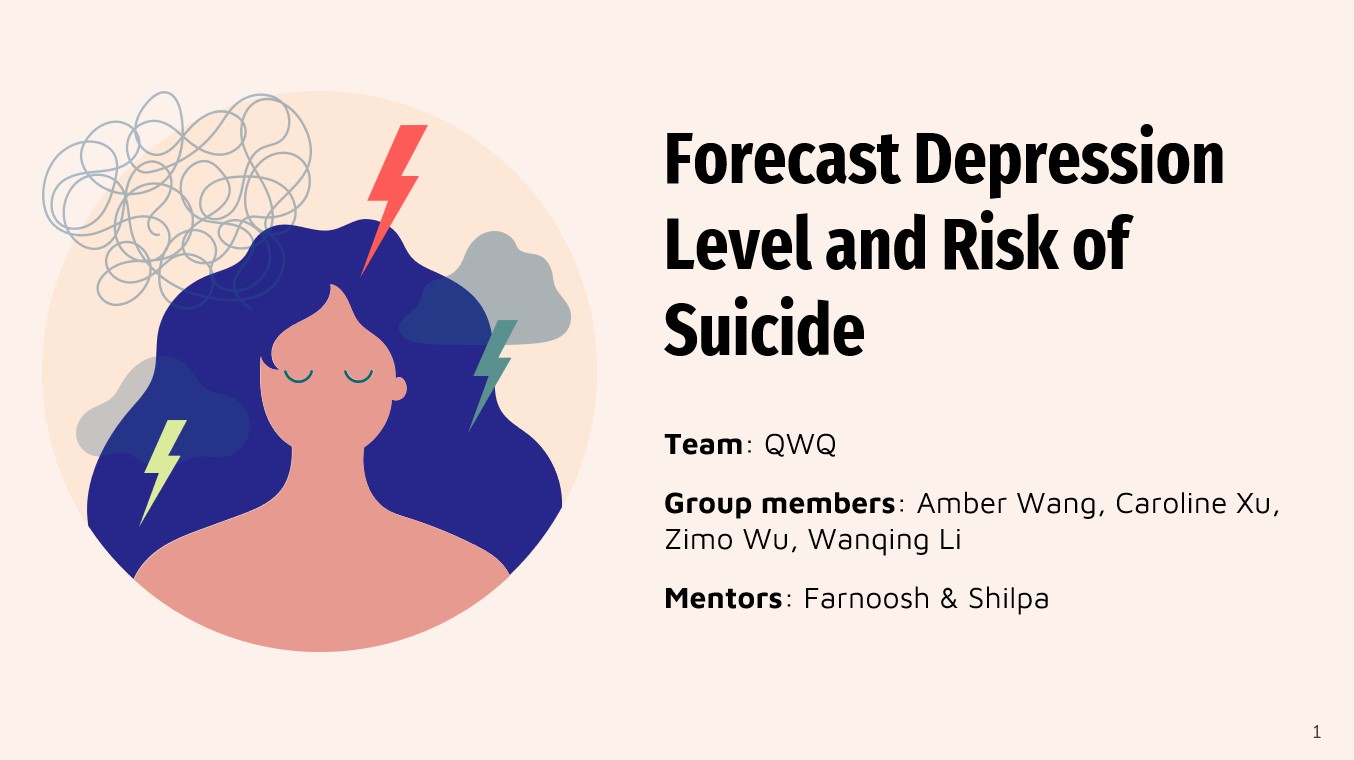 Forecast Depression
Level and Risk of
Suicide
Team: QWQ
Group members: Amber Wang, Caroline Xu,
Zimo Wu, Wanqing Li
Mentors: Farnoosh & Shilpa
1